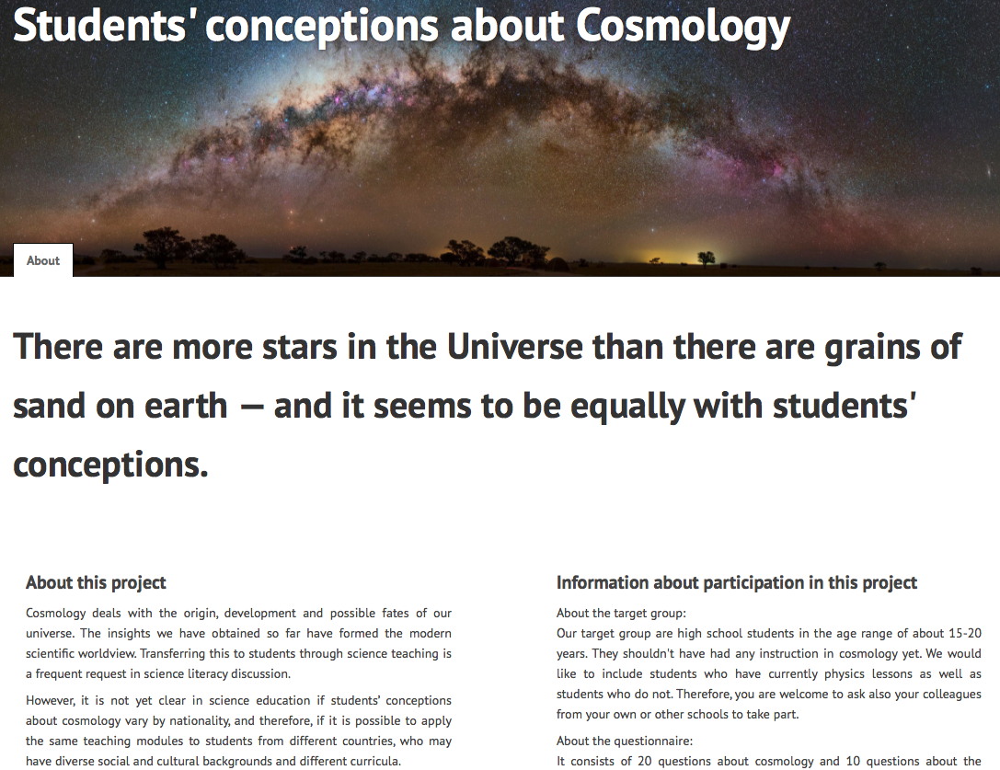 Students' conceptions about Cosmology
About
There are more stars in the Universe than there are grains of
sand on earth — and it seems to be equally with students'
conceptions.
About this project
Cosmology deals with the origin, development and possible fates of our
universe. The insights we have obtained so far have formed the modern
scientific worldview. Transferring this to students through science teaching is
a frequent request in science literacy discussion.
However, it is not yet clear in science education if students' conceptions
about cosmology vary by nationality, and therefore, if it is possible to apply
the same teaching modules to students from different countries, who may
have diverse social and cultural backgrounds and different curricula.
Information about participation in this project
About the target group:
Our target group are high school students in the age range of about 15-20
years. They shouldn't have had any instruction in cosmology yet. We would
like to include students who have currently physics lessons as well as
students who do not. Therefore, you are welcome to ask also your colleagues
from your own or other schools to take part.
About the questionnaire:
It consists of 20 questions about cosmology and 10 questions about the